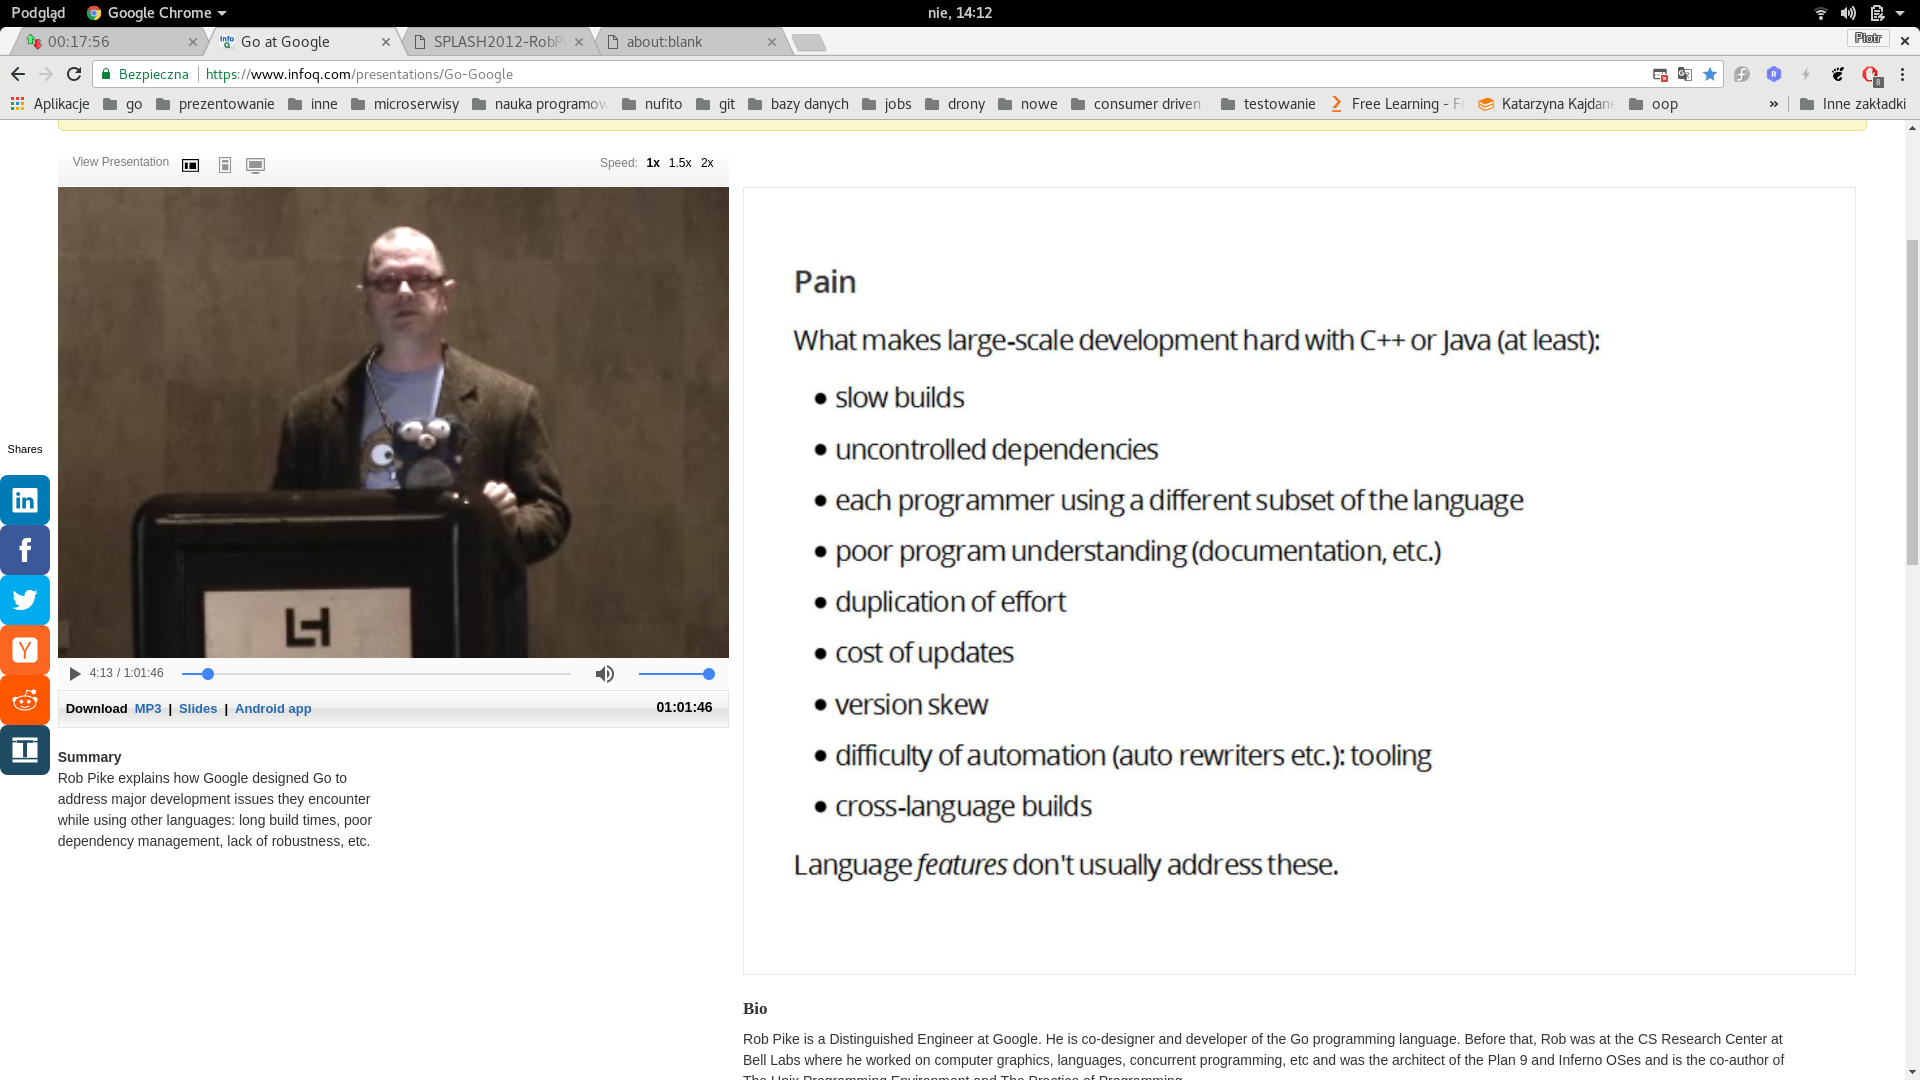 Podgląd Google Chrome nie, 14:12
00:17:56 Go at Google SPLASH2012-RobP about:blank Piotr
Bezpieczna https://www.infoq.com/presentations/Go-Google
Aplikacje go prezentowanie inne microserwisy nauka programow nufito git bazy danych jobs drony nowe consumer driven testowanie Free Learning - F Katarzyna Kajdan oop » Inne zakładki
View Presentation Speed: 1x 1.5x 2x
Pain
What makes large-scale development hard with C++ or Java (at least):
• slow builds
• uncontrolled dependencies
• each programmer using a different subset of the language
• poor program understanding (documentation, etc.)
• duplication of effort
• cost of updates
• version skew
• difficulty of automation (auto rewriters etc.): tooling
• cross-language builds
Language features don't usually address these.
Shares
4:13 / 1:01:46
Download MP3 | Slides | Android app 01:01:46
Summary
Rob Pike explains how Google designed Go to
address major development issues they encounter
while using other languages: long build times, poor
dependency management, lack of robustness, etc.
Bio
Rob Pike is a Distinguished Engineer at Google. He is co-designer and developer of the Go programming language. Before that, Rob was at the CS Research Center at
Bell Labs where he worked on computer graphics, languages, concurrent programming, etc and was the architect of the Plan 9 and Inferno OSes and is the co-author of
The Unix Programming Environment and The Practice of Programming.